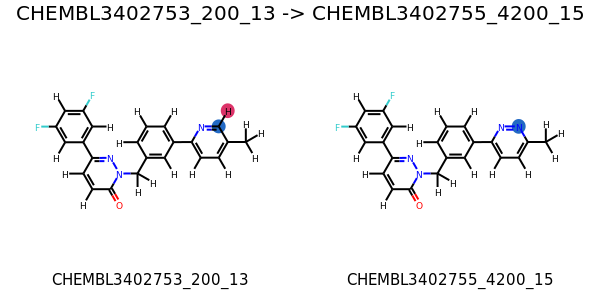 CHEMBL3402753_200_13 -> CHEMBL3402755_4200_15
H F H F H H H H H H H N N O H H H H H N H H H H H H
H F H F H H H H H H H N N O H H H N N H H H H H
CHEMBL3402753_200_13 CHEMBL3402755_4200_15